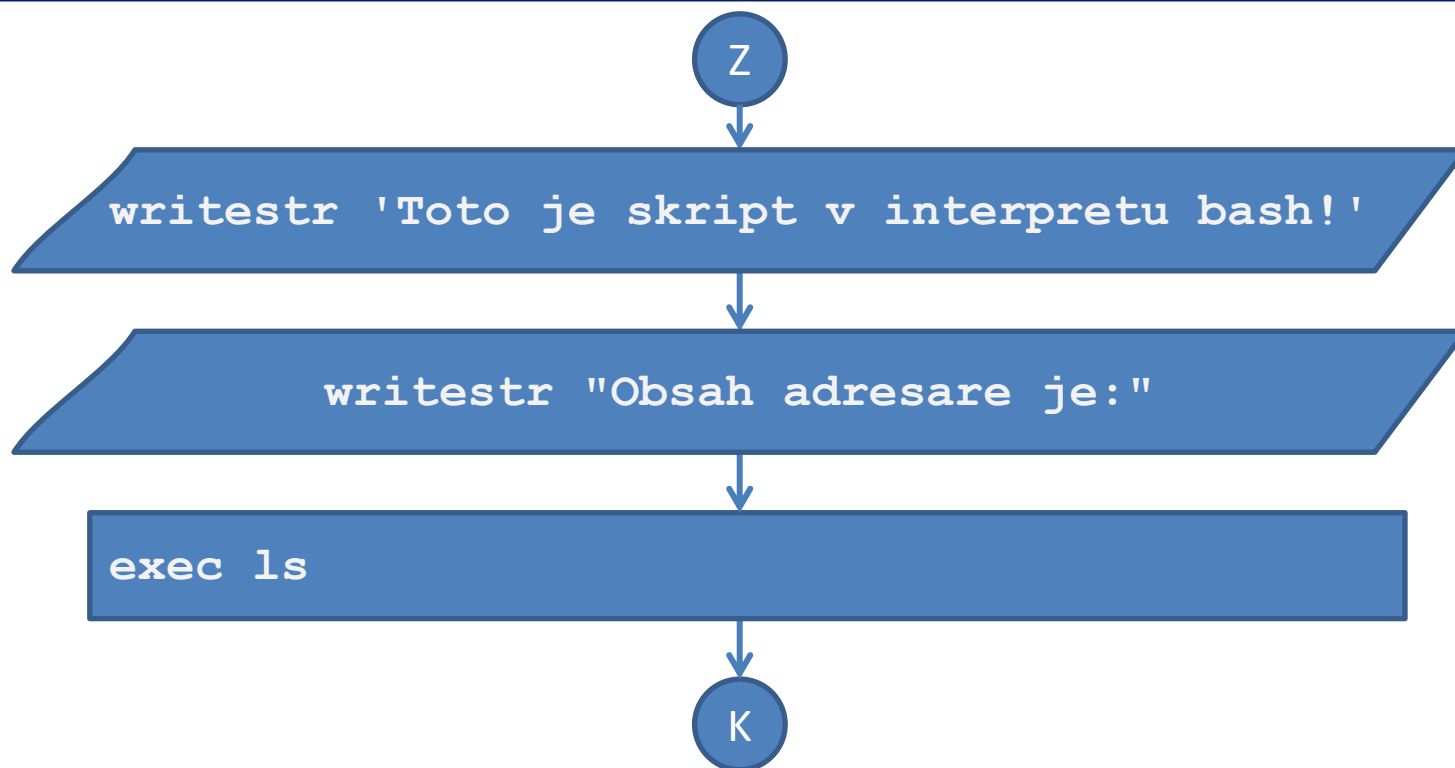 Z
writestr 'Toto je skript v interpretu bash!'
writestr "Obsah adresare je:"
exec ls
K